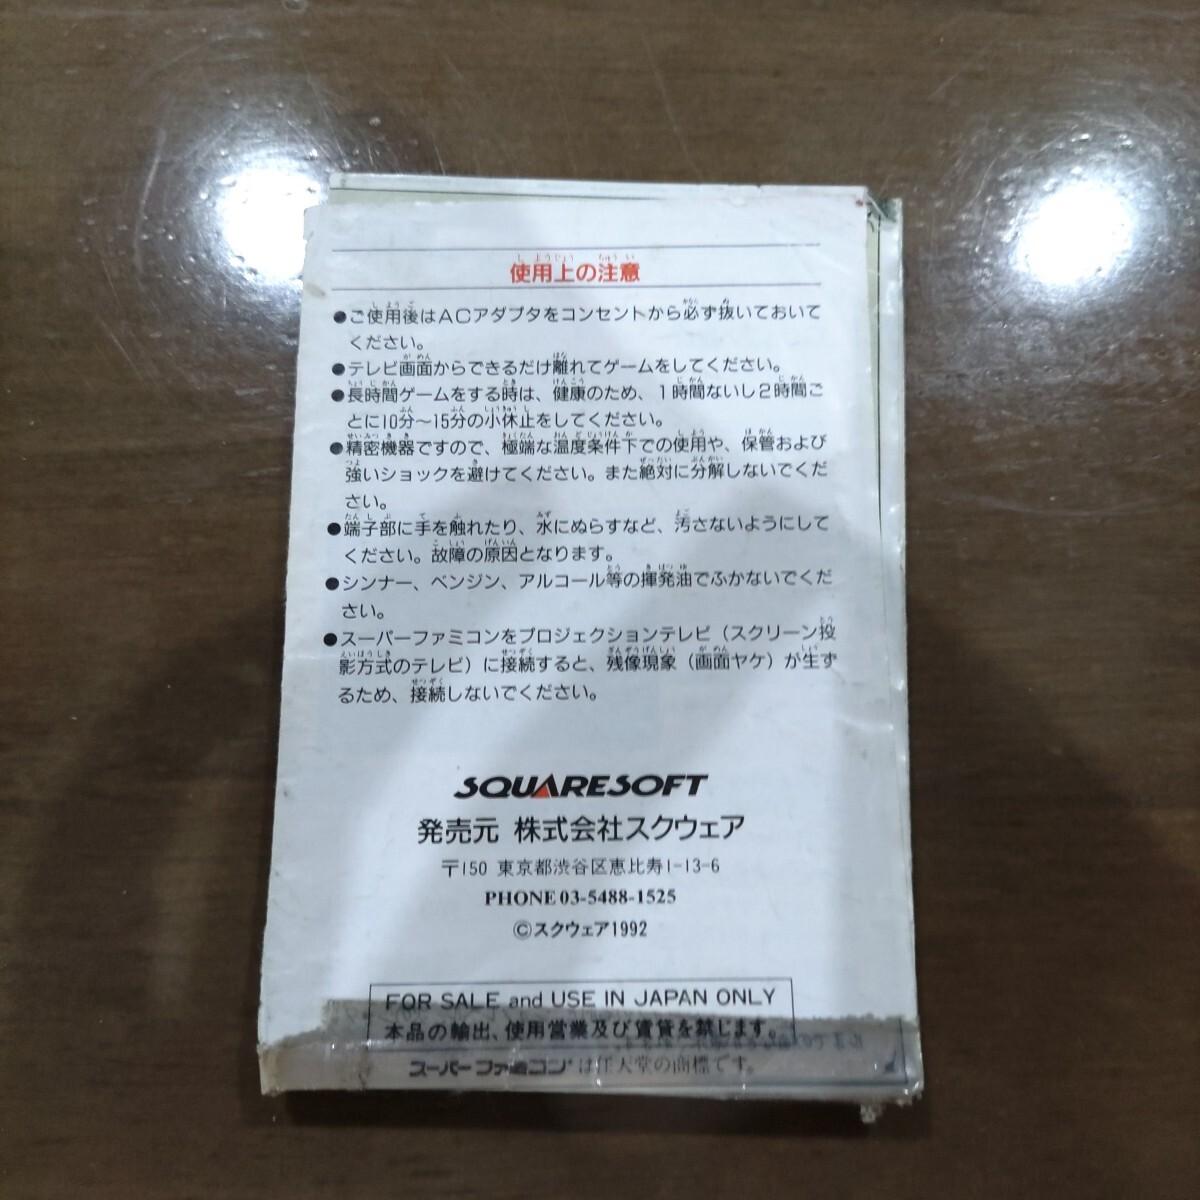 使用上の注意
●ご使用後はACアダプタをコンセントから必ず抜いておいて
ください。
●テレビ画面からできるだけ離れてゲームをしてください。
●長時間ゲームをする時は、健康のため、1時間ないし2時間ご
とに10分〜15分の小休止をしてください。
●精密機器ですので、極端な温度条件下での使用や、保管および
強いショックを避けてください。また絶対に分解しないでくだ
さい。
●端子部に手を触れたり、水にぬらすなど、汚さないようにして
ください。故障の原因となります。
●シンナー、ベンジン、アルコール等の揮発油でふかないでくだ
さい。
●スーパーファミコンをプロジェクションテレビ(スクリーン投
影方式のテレビ)に接続すると、残像現象(画面ヤケ)が生ず
るため、接続しないでください。
SQUARESOFT
発売元 株式会社スクウェア
〒150 東京都渋谷区恵比寿1-13-6
PHONE 03-5488-1525
©スクウェア1992
FOR SALE and USE IN JAPAN ONLY
本品の輸出、使用営業及び賃貸を禁じます。
スーパーファミコン®は任天堂の商標です。